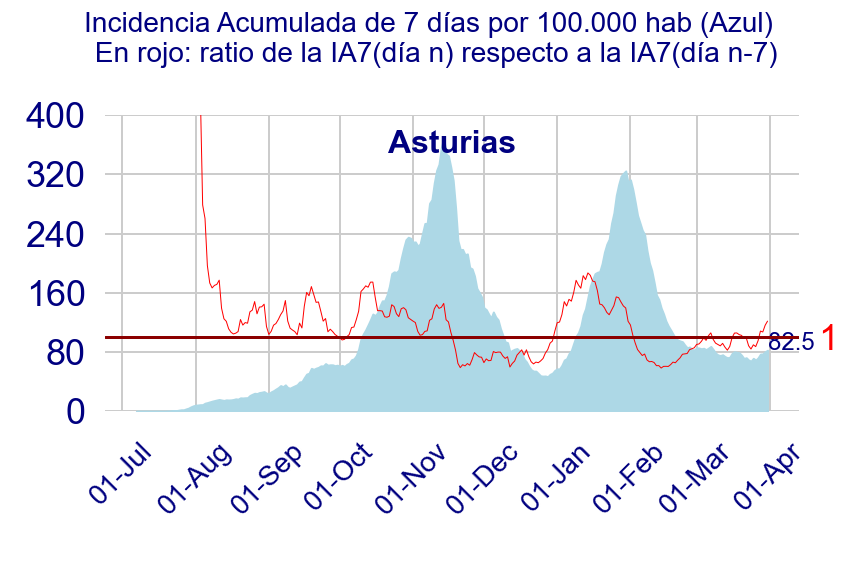 Incidencia Acumulada de 7 días por 100.000 hab (Azul)
En rojo: ratio de la IA7(día n) respecto a la IA7(día n-7)
400
Asturias
320
240
160
82.5 1
80
0
01-Jul 01-Aug 01-Sep 01-Oct 01-Nov 01-Dec 01-Jan 01-Feb 01-Mar 01-Apr